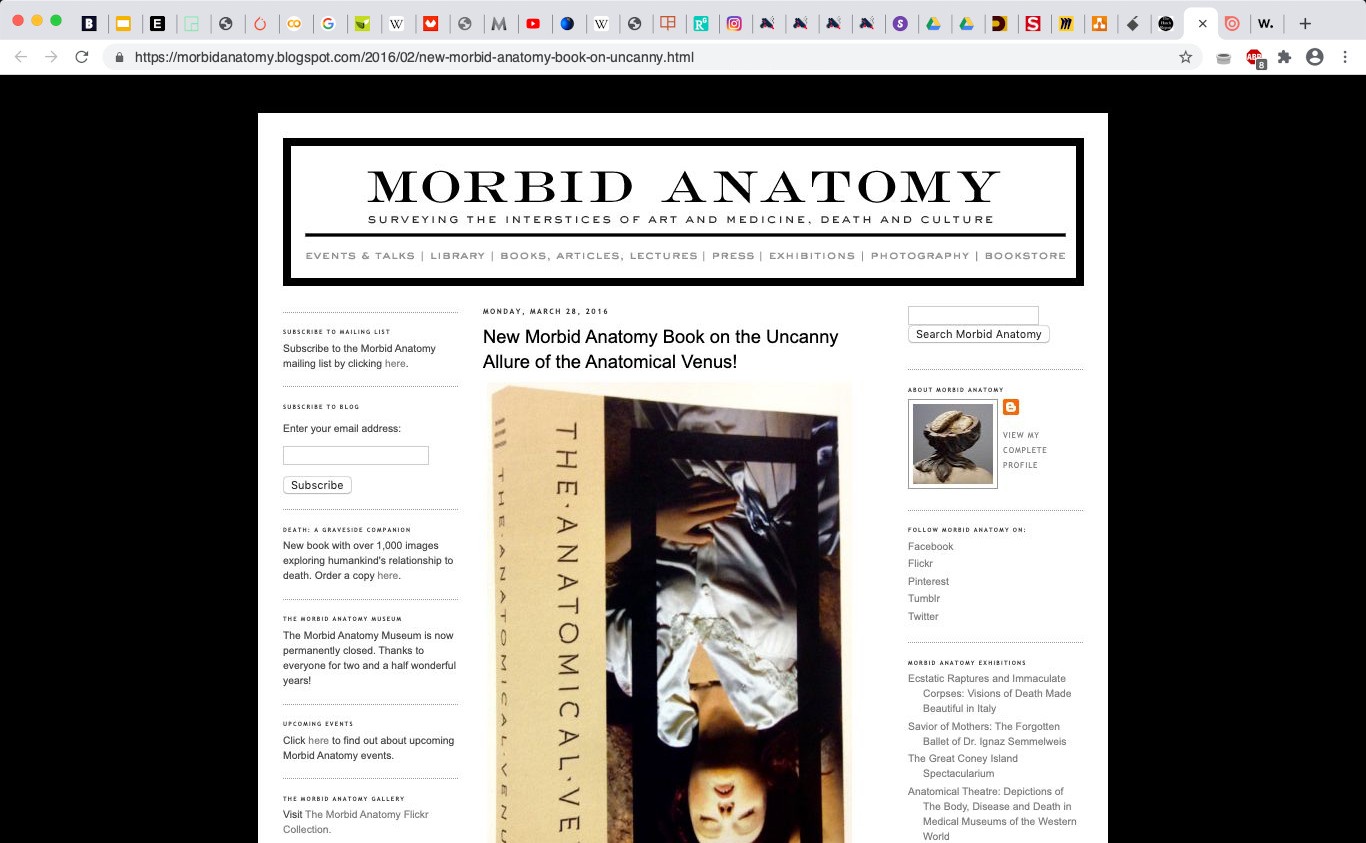 https://morbidanatomy.blogspot.com/2016/02/new-morbid-anatomy-book-on-uncanny.html
ABP
8
MORBID ANATOMY
SURVEYING THE INTERSTICES OF ART AND MEDICINE, DEATH AND CULTURE
EVENTS & TALKS | LIBRARY | BOOKS, ARTICLES, LECTURES | PRESS | EXHIBITIONS | PHOTOGRAPHY | BOOKSTORE
SUBSCRIBE TO MAILING LIST
Subscribe to the Morbid Anatomy
mailing list by clicking here.
SUBSCRIBE TO BLOG
Enter your email address:
Subscribe
DEATH: A GRAVESIDE COMPANION
New book with over 1,000 images
exploring humankind's relationship to
death. Order a copy here.
THE MORBID ANATOMY MUSEUM
The Morbid Anatomy Museum is now
permanently closed. Thanks to
everyone for two and a half wonderful
years!
UPCOMING EVENTS
Click here to find out about upcoming
Morbid Anatomy events.
THE MORBID ANATOMY GALLERY
Visit The Morbid Anatomy Flickr
Collection.
MONDAY, MARCH 28, 2016
New Morbid Anatomy Book on the Uncanny
Allure of the Anatomical Venus!
THE·ANATOMICAL·VENU
THE·ANATOMICAL·VE
Search Morbid Anatomy
ABOUT MORBID ANATOMY
VIEW MY
COMPLETE
PROFILE
FOLLOW MORBID ANATOMY ON:
Facebook
Flickr
Pinterest
Tumblr
Twitter
MORBID ANATOMY EXHIBITIONS
Ecstatic Raptures and Immaculate
Corpses: Visions of Death Made
Beautiful in Italy
Savior of Mothers: The Forgotten
Ballet of Dr. Ignaz Semmelweis
The Great Coney Island
Spectacularium
Anatomical Theatre: Depictions of
The Body, Disease and Death in
Medical Museums of the Western
World